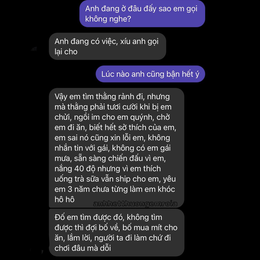 Anh đang ở đâu đấy sao em gọi
không nghe?
Anh đang có việc, xíu anh gọi
lại cho
Lúc nào anh cũng bận hết ý
Vậy em tìm thằng rảnh đi, nhưng
mà thằng phải tươi cười khi bị em
chửi, ngồi im cho em quýnh, chở
em đi ăn, biết hết sở thích của em,
em sai nó cũng xin lỗi em, không
nhắn tin với gái, không có em gái
mưa, sẵn sàng chiến đấu vì em,
nắng 40 độ nhưng vì em thích
uống trà sữa vẫn ship cho em, yêu
em 3 năm chưa từng làm em khóc
hô hô
Đố em tìm được đó, không tìm
được thì đợi bố về, bố mua mít cho
ăn, lắm lời, người ta đi làm chứ đi
chơi đâu mà dỗi